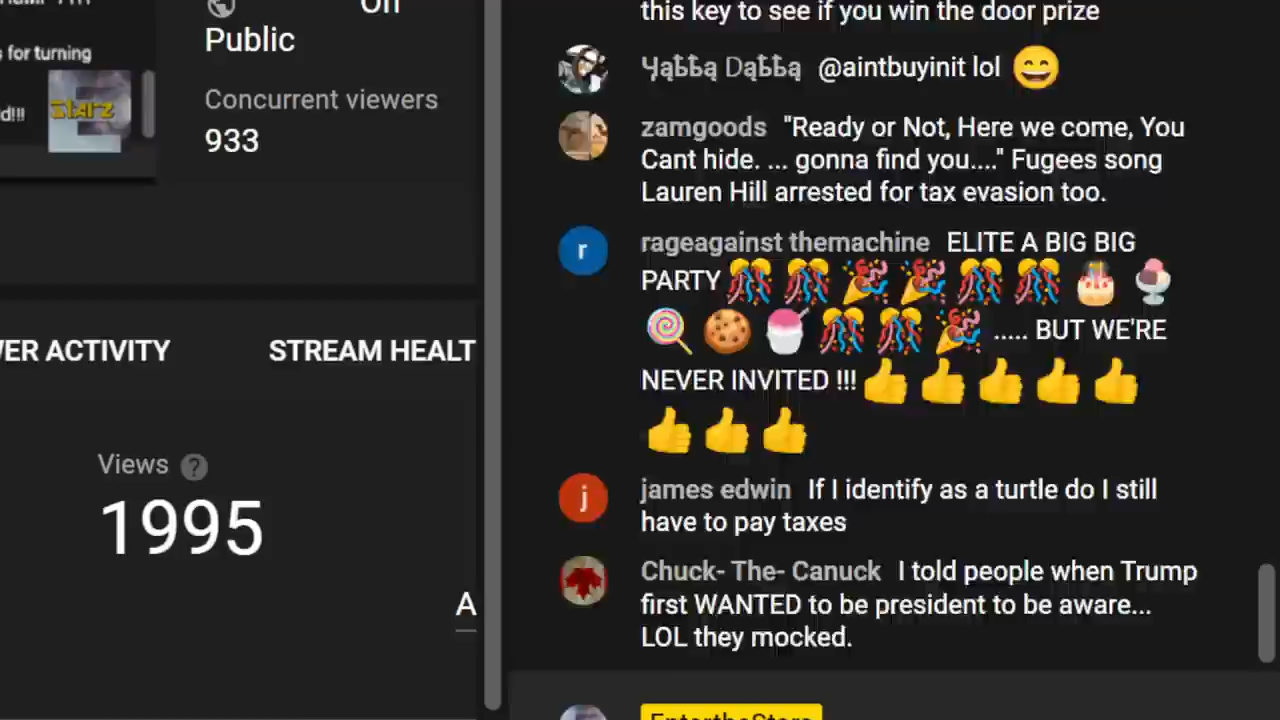 s for turning
d!!!
Starz
Public
Concurrent viewers
933
ER ACTIVITY
STREAM HEALT
Views
1995
A
this key to see if you win the door prize
Ყąɓɓą Dąɓɓą @aintbuyinit lol 😄
zamgoods "Ready or Not, Here we come, You
Cant hide. ... gonna find you...." Fugees song
Lauren Hill arrested for tax evasion too.
r
rageagainst themachine ELITE A BIG BIG
PARTY 🎊 🎊 🎉 🎉 🎊 🎊 🎂 🍨
🍭 🍪 🍧 🎊 🎊 🎉 ..... BUT WE'RE
NEVER INVITED !!! 👍 👍 👍 👍 👍
👍 👍 👍
j
james edwin If I identify as a turtle do I still
have to pay taxes
Chuck- The- Canuck I told people when Trump
first WANTED to be president to be aware...
LOL they mocked.
EntertheStarz